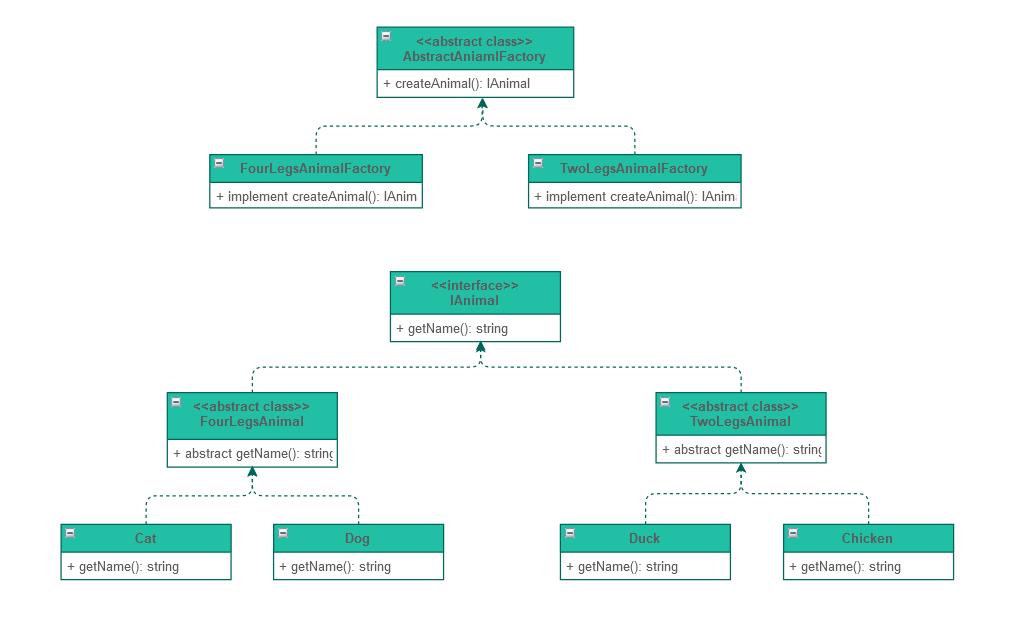 <<abstract class>>
AbstractAniamlFactory
+ createAnimal(): IAnimal
FourLegsAnimalFactory
+ implement createAnimal(): IAnim
TwoLegsAnimalFactory
+ implement createAnimal(): IAnima
<<interface>>
IAnimal
+ getName(): string
<<abstract class>>
FourLegsAnimal
+ abstract getName(): string
<<abstract class>>
TwoLegsAnimal
+ abstract getName(): string
Cat
+ getName(): string
Dog
+ getName(): string
Duck
+ getName(): string
Chicken
+ getName(): string